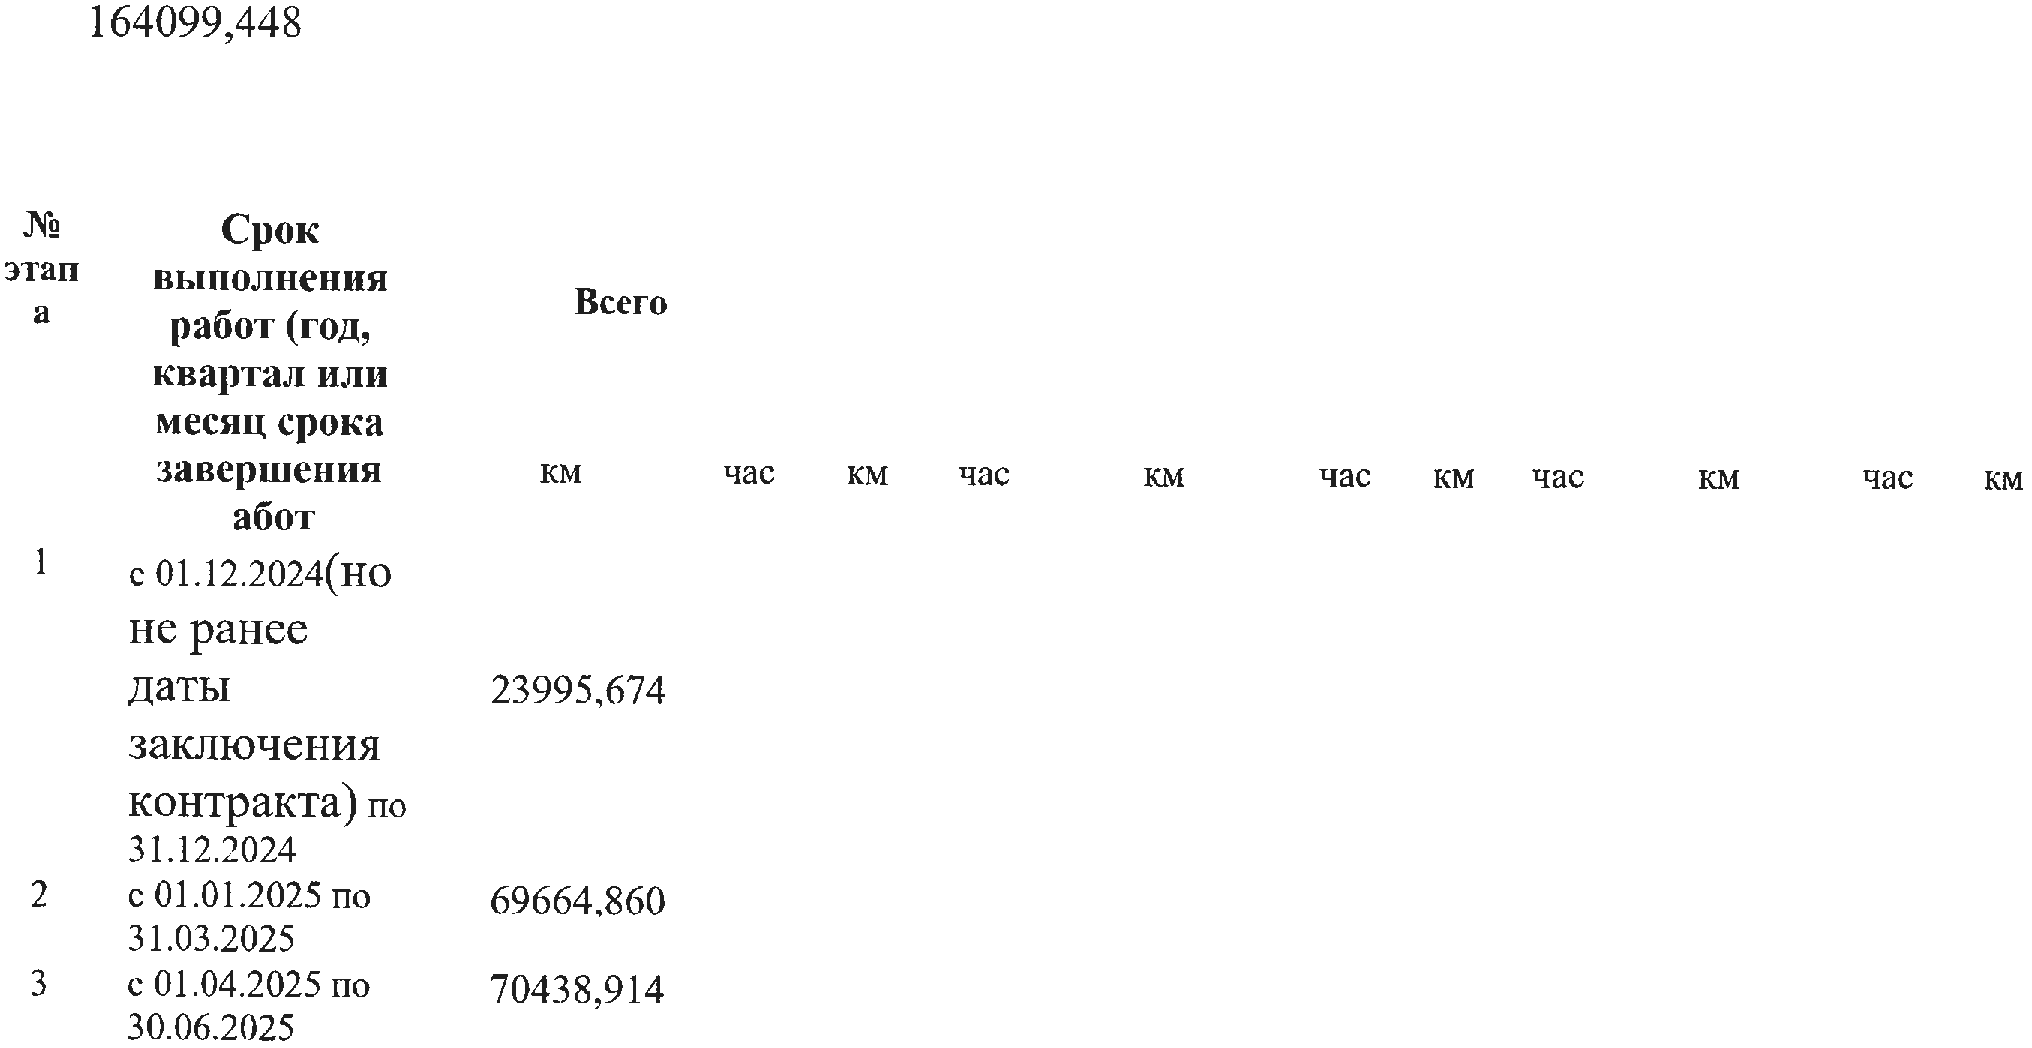 164099,448
№
этап
а
Срок
выполнения
работ (год,
квартал или
месяц срока
завершения
абот
Всего
км час км час км час км час км час км
1
с 01.12.2024(но
не ранее
даты
заключения
контракта) по
31.12.2024
23995,674
2
с 01.01.2025 по
31.03.2025
69664,860
3
с 01.04.2025 по
30.06.2025
70438,914